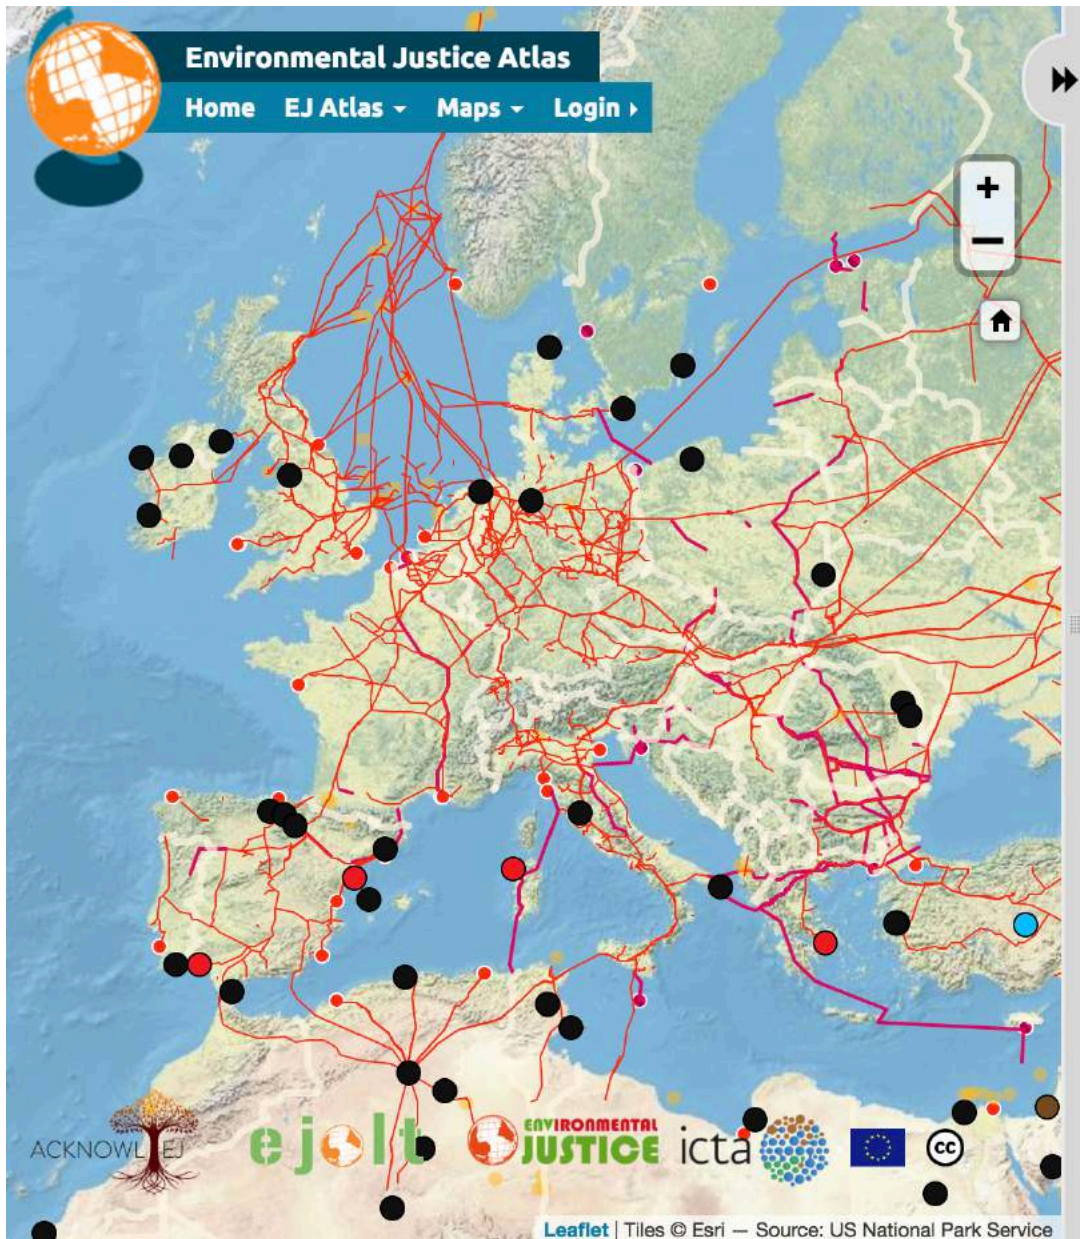 Environmental Justice Atlas
Home EJ Atlas Maps Login
+
−
ACKNOWL EJ
ejolt
ENVIRONMENTAL
JUSTICE
icta
cc
Leaflet | Tiles © Esri — Source: US National Park Service